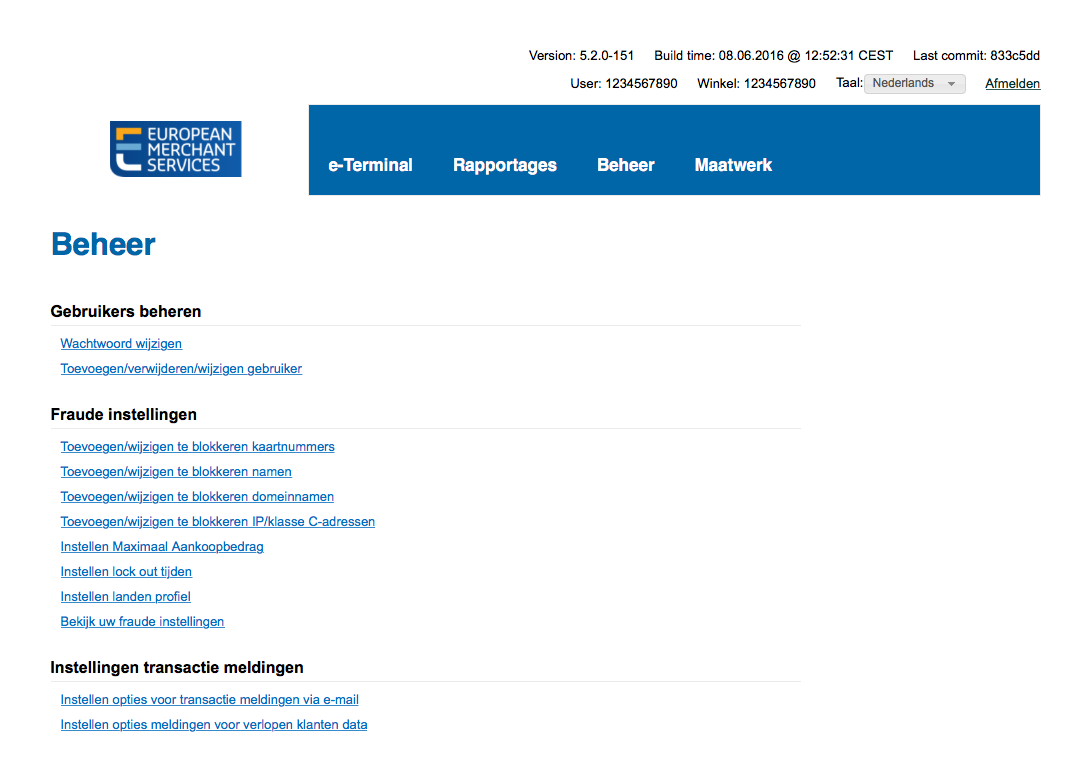 Version: 5.2.0-151 Build time: 08.06.2016 @ 12:52:31 CEST Last commit: 833c5dd
User: 1234567890 Winkel: 1234567890 Taal: Nederlands Afmelden
EUROPEAN
MERCHANT
SERVICES
e-Terminal Rapportages Beheer Maatwerk
Beheer
Gebruikers beheren
Wachtwoord wijzigen
Toevoegen/verwijderen/wijzigen gebruiker
Fraude instellingen
Toevoegen/wijzigen te blokkeren kaartnummers
Toevoegen/wijzigen te blokkeren namen
Toevoegen/wijzigen te blokkeren domeinnamen
Toevoegen/wijzigen te blokkeren IP/klasse C-adressen
Instellen Maximaal Aankoopbedrag
Instellen lock out tijden
Instellen landen profiel
Bekijk uw fraude instellingen
Instellingen transactie meldingen
Instellen opties voor transactie meldingen via e-mail
Instellen opties meldingen voor verlopen klanten data